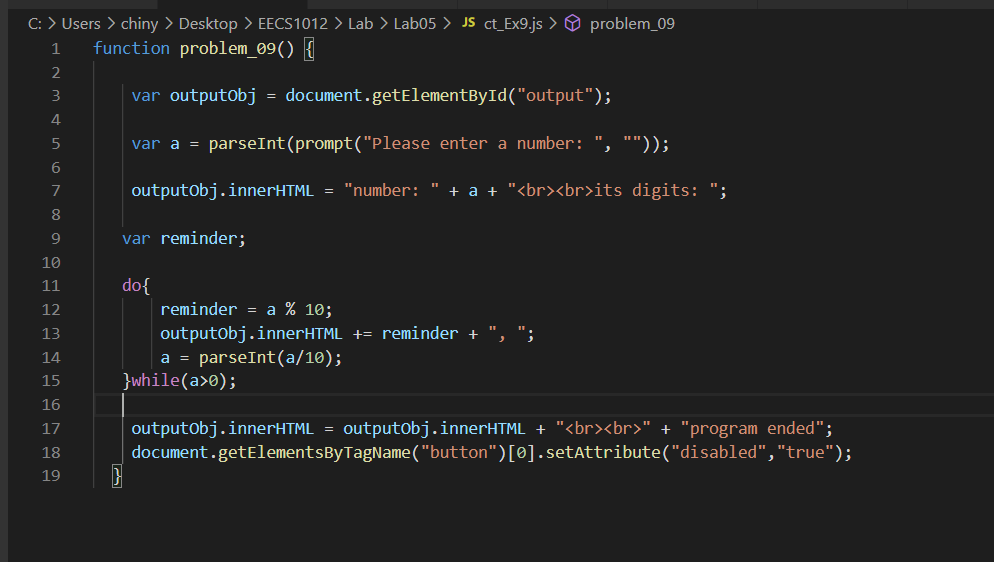 C: > Users > chiny > Desktop > EECS1012 > Lab > Lab05 > JS ct_Ex9.js > problem_09
1 function problem_09() {
2
3 var outputObj = document.getElementById("output");
4
5 var a = parseInt(prompt("Please enter a number: ", ""));
6
7 outputObj.innerHTML = "number: " + a + "<br><br>its digits: ";
8
9 var reminder;
10
11 do{
12 reminder = a % 10;
13 outputObj.innerHTML += reminder + ", ";
14 a = parseInt(a/10);
15 }while(a>0);
16
17 outputObj.innerHTML = outputObj.innerHTML + "<br><br>" + "program ended";
18 document.getElementsByTagName("button")[0].setAttribute("disabled","true");
19 }